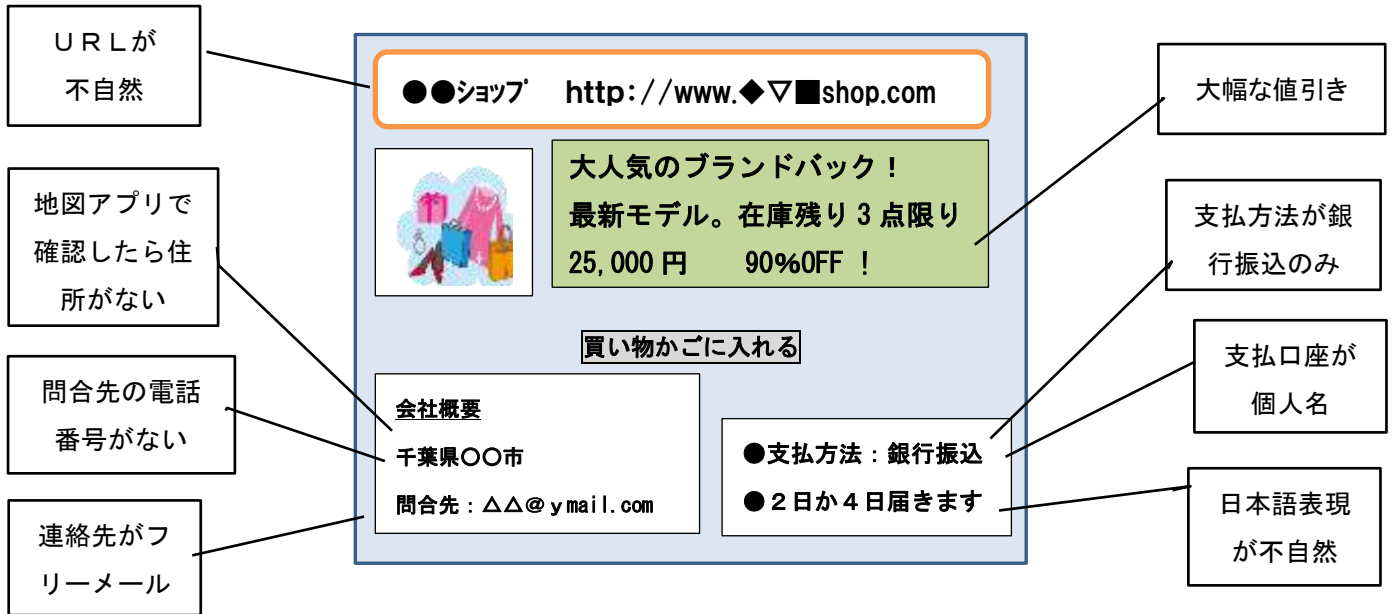 URLが
不自然
地図アプリで
確認したら住
所がない
問合先の電話
番号がない
連絡先がフ
リーメール
●●ショップ http://www.◆▽■shop.com
大人気のブランドバック！
最新モデル。在庫残り3点限り
25,000円 90%OFF！
買い物かごに入れる
会社概要
千葉県〇〇市
問合先：△△@ymail.com
●支払方法：銀行振込
●２日か４日届きます
大幅な値引き
支払方法が銀
行振込のみ
支払口座が
個人名
日本語表現
が不自然